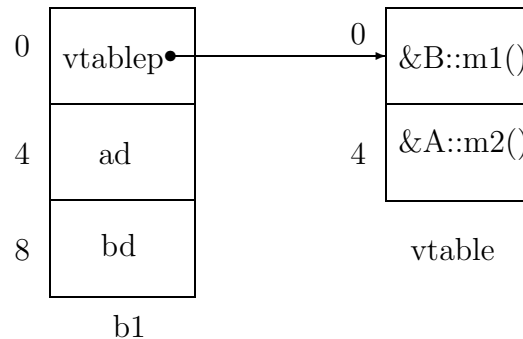 0 vtablep 0 &B::m1()
4 ad 4 &A::m2()
8 bd vtable
b1